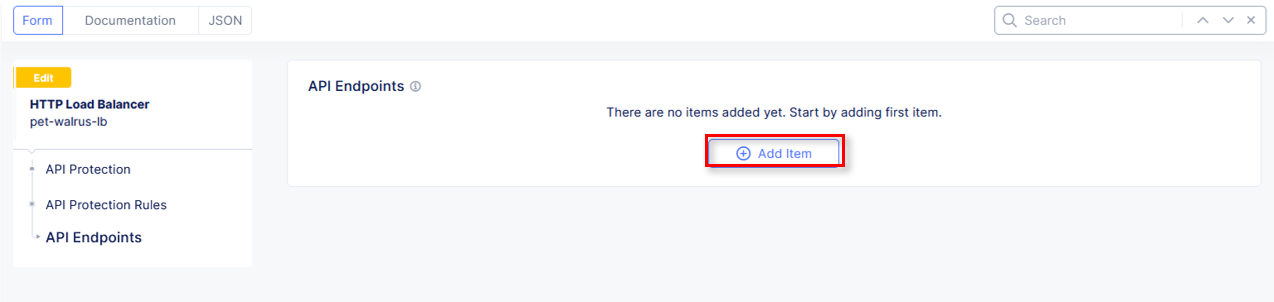 Form
Documentation
JSON
Search
Edit
HTTP Load Balancer
pet-walrus-lb
API Protection
API Protection Rules
API Endpoints
API Endpoints
There are no items added yet. Start by adding first item.
Add Item